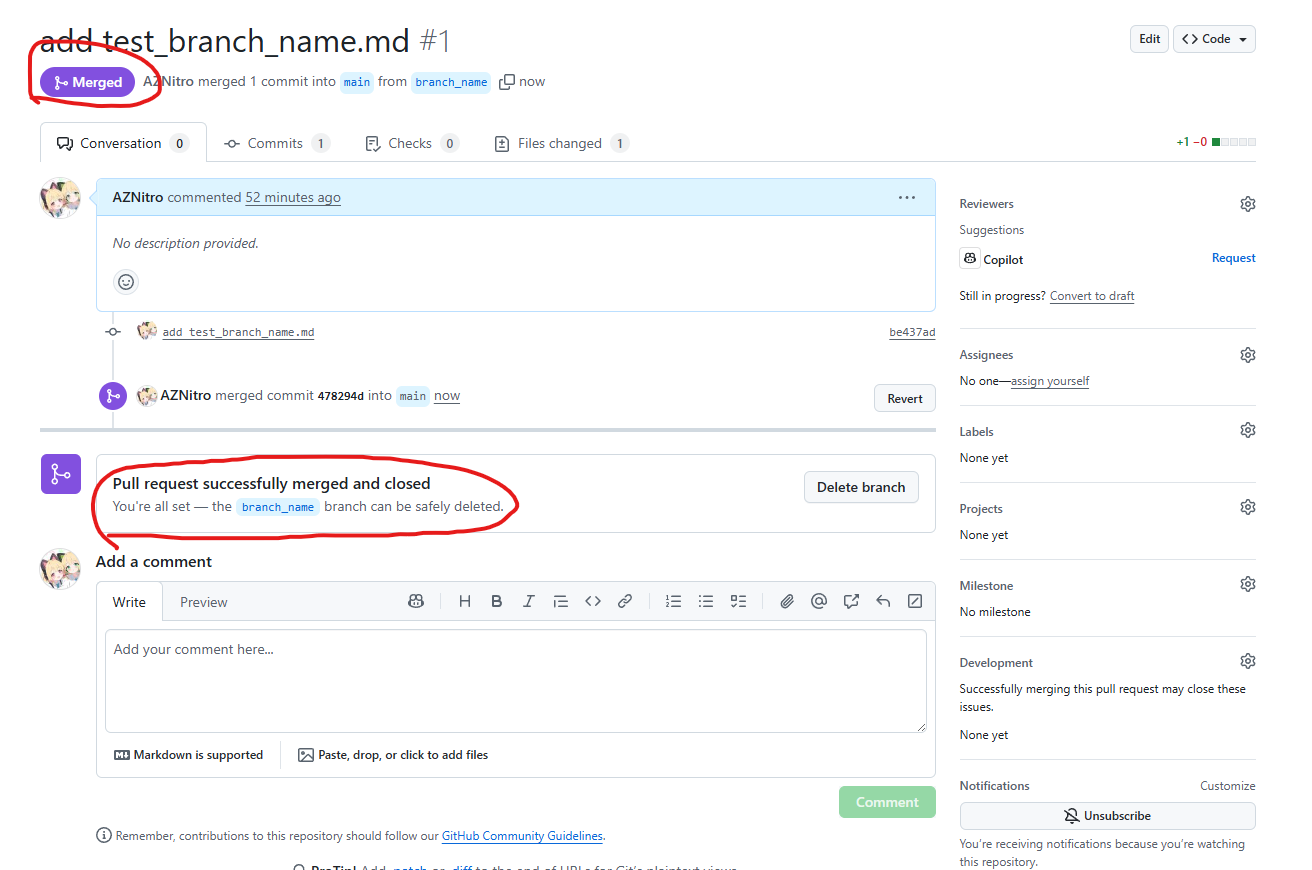 add test_branch_name.md #1
Edit
Code
Merged
AZNitro merged 1 commit into main from branch_name now
Conversation 0
Commits 1
Checks 0
Files changed 1
+1 −0
AZNitro commented 52 minutes ago
No description provided.
add test_branch_name.md
be437ad
AZNitro merged commit 478294d into main now
Revert
Pull request successfully merged and closed
You're all set — the branch_name branch can be safely deleted.
Delete branch
Add a comment
Write
Preview
Add your comment here...
Markdown is supported
Paste, drop, or click to add files
Comment
Remember, contributions to this repository should follow our GitHub Community Guidelines.
Reviewers
Suggestions
Copilot
Request
Still in progress? Convert to draft
Assignees
No one—assign yourself
Labels
None yet
Projects
None yet
Milestone
No milestone
Development
Successfully merging this pull request may close these
issues.
None yet
Notifications
Customize
Unsubscribe
You're receiving notifications because you're watching
this repository.